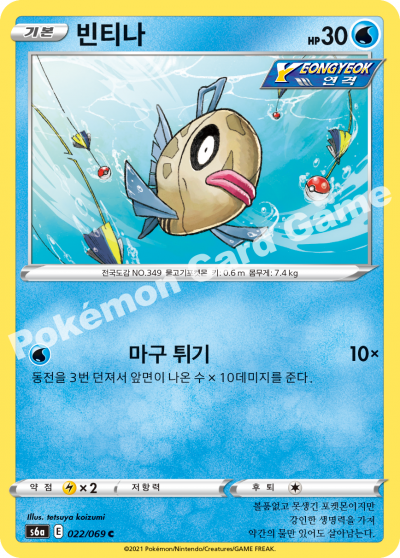 기본 빈티나 HP 30
YEONGYEOK
연격
전국도감 NO.349 물고기포켓몬 키: 0.6 m 몸무게: 7.4 kg
Pokémon Card Game
마구 튀기 10×
동전을 3번 던져서 앞면이 나온 수 × 10데미지를 준다.
약점 ×2 저항력 후퇴
Illus. tetsuya koizumi
s6a E 022/069 C
볼품없고 못생긴 포켓몬이지만
강인한 생명력을 가져
약간의 물만 있어도 살아남는다.
©2021 Pokémon/Nintendo/Creatures/GAME FREAK.